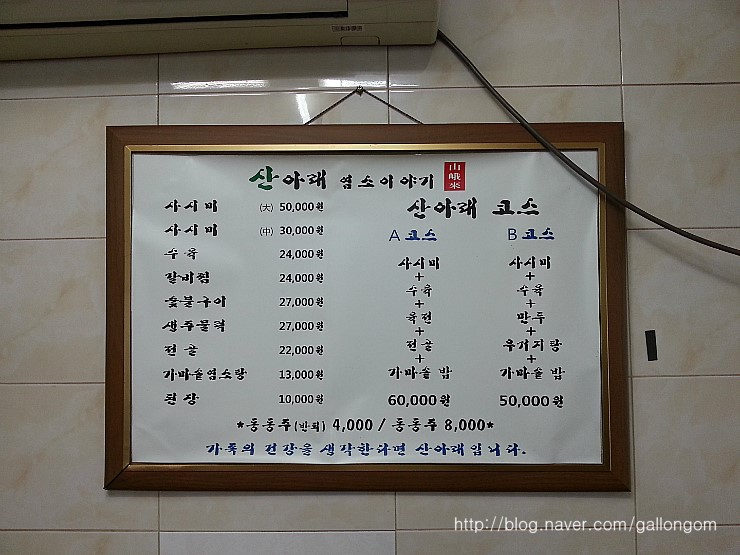 산아래 염소이야기 山峨來
사시미 (大) 50,000원
사시미 (中) 30,000원
수육 24,000원
갈비찜 24,000원
숯불구이 27,000원
생주물럭 27,000원
전골 22,000원
가마솥염소탕 13,000원
된장 10,000원
산아래 코스
A코스
사시미
+
수육
+
육전
+
전골
+
가마솥 밥
60,000원
B코스
사시미
+
수육
+
만두
+
우거지탕
+
가마솥 밥
50,000원
*동동주(반되) 4,000 / 동동주 8,000*
가족의 건강을 생각한다면 산아래입니다.
http://blog.naver.com/gallongom